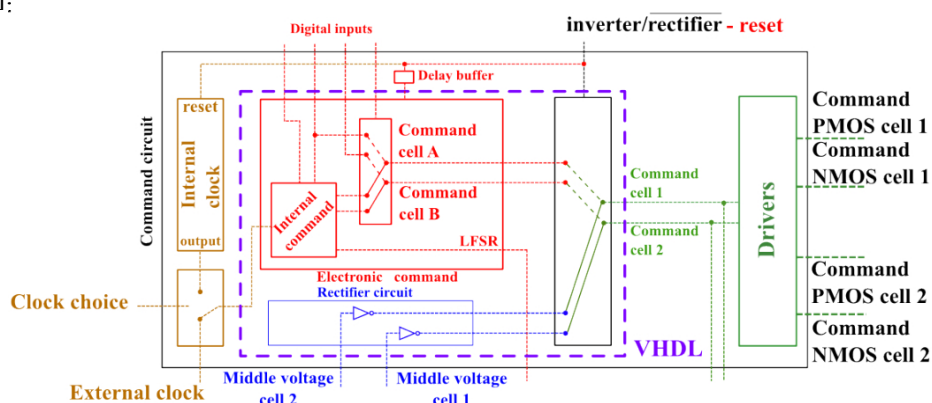 ]:
inverter/rectifier - reset
Digital inputs
Delay buffer
reset
Internal
clock
output
Command circuit
Command
cell A
Command
cell B
Internal
command
LFSR
Electronic command
Rectifier circuit
Command
cell 1
Command
cell 2
Drivers
Command
PMOS cell 1
Command
NMOS cell 1
Command
PMOS cell 2
Command
NMOS cell 2
Clock choice
VHDL
External clock
Middle voltage
cell 2
Middle voltage
cell 1